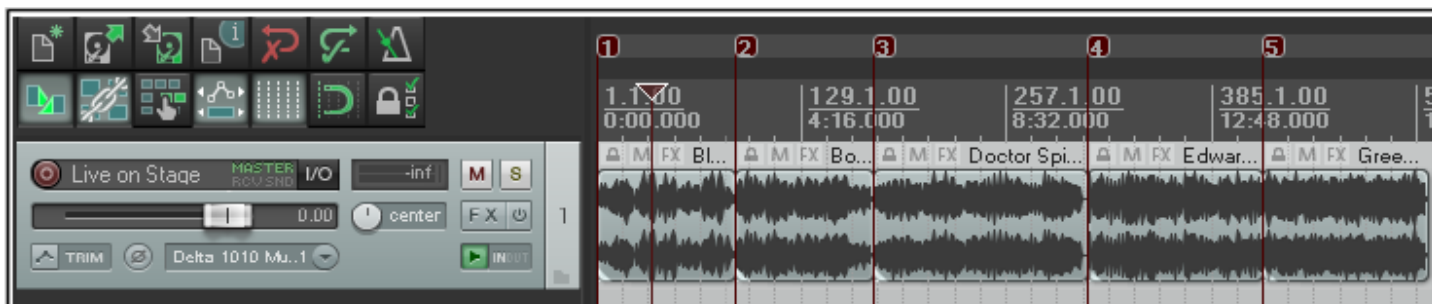 1 2 3 4 5
1.1.00 129.1.00 257.1.00 385.1.00 5
0:00.000 4:16.000 8:32.000 12:48.000 1
M FX Bl... M FX Bo... M FX Doctor Spi... M FX Edwar... M FX Gree...
Live on Stage MASTER I/O -inf M S
RCV SND
0.00 center FX 1
TRIM Delta 1010 Mu..1 IN OUT